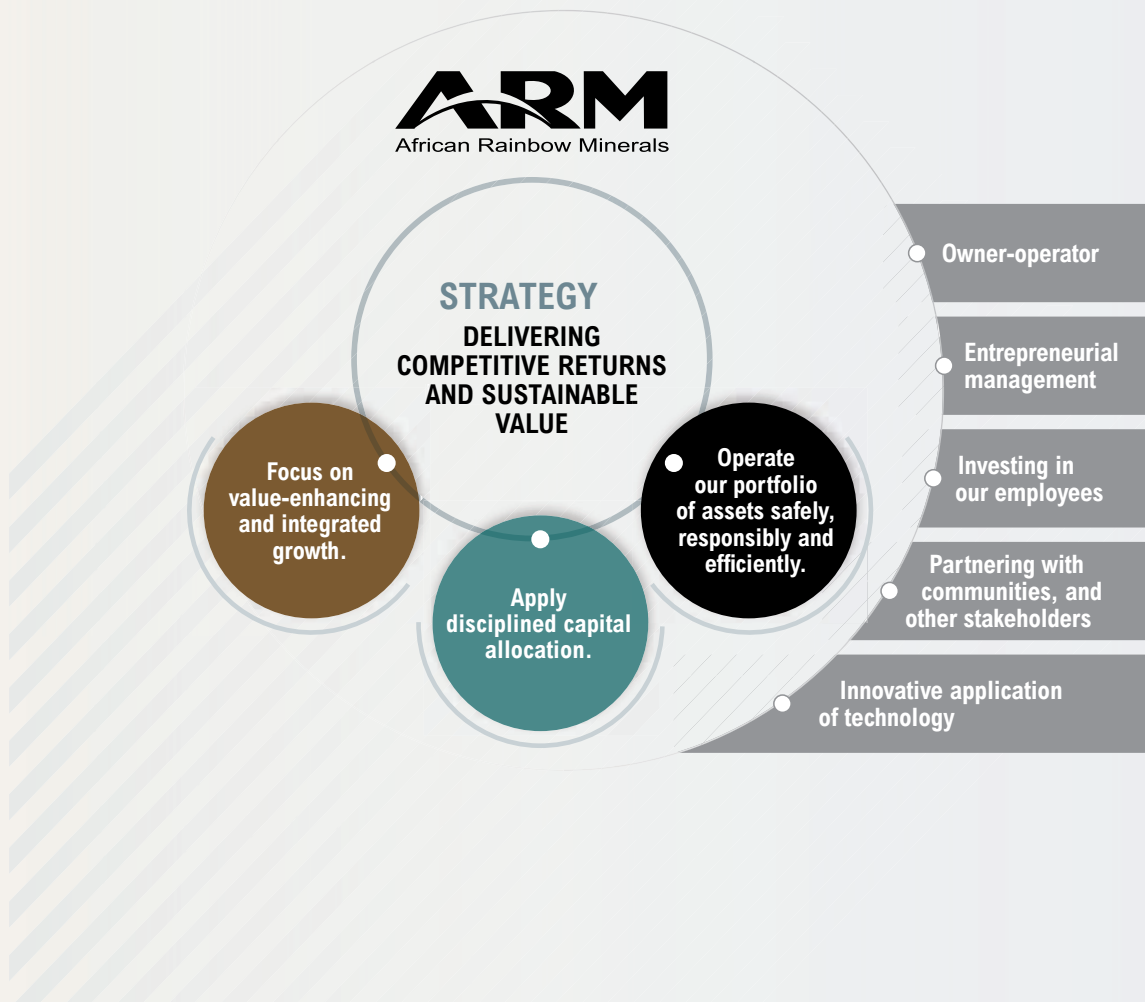 ARM
African Rainbow Minerals
STRATEGY
DELIVERING
COMPETITIVE RETURNS
AND SUSTAINABLE
VALUE
Focus on
value-enhancing
and integrated
growth.
Apply
disciplined capital
allocation.
Operate
our portfolio
of assets safely,
responsibly and
efficiently.
Owner-operator
Entrepreneurial
management
Investing in
our employees
Partnering with
communities, and
other stakeholders
Innovative application
of technology